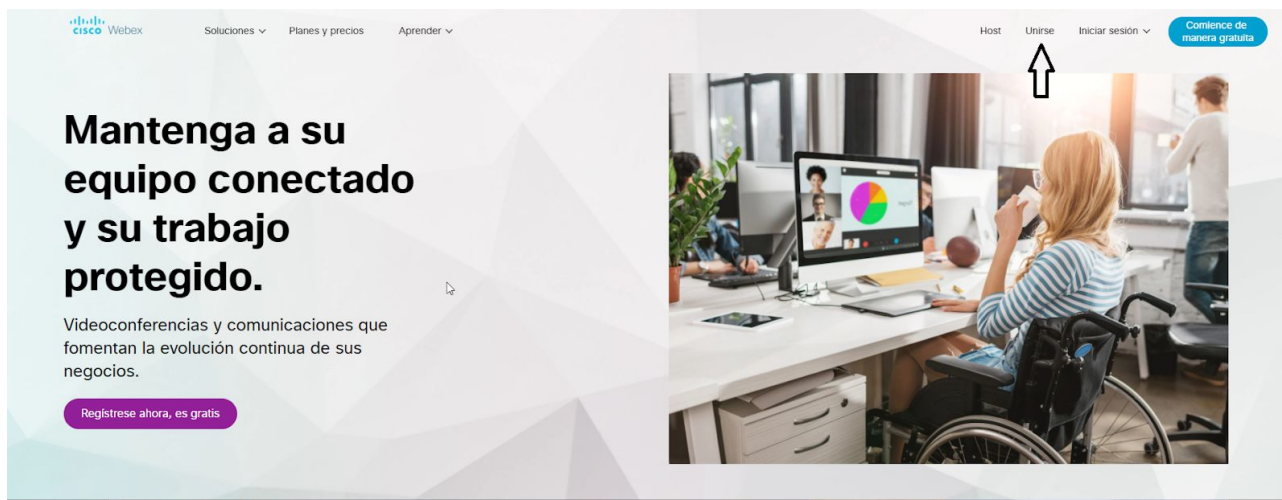 cisco Webex
Soluciones
Planes y precios
Aprender
Host
Unirse
Iniciar sesión
Comience de
manera gratuita
Mantenga a su
equipo conectado
y su trabajo
protegido.
Videoconferencias y comunicaciones que
fomentan la evolución continua de sus
negocios.
Regístrese ahora, es gratis